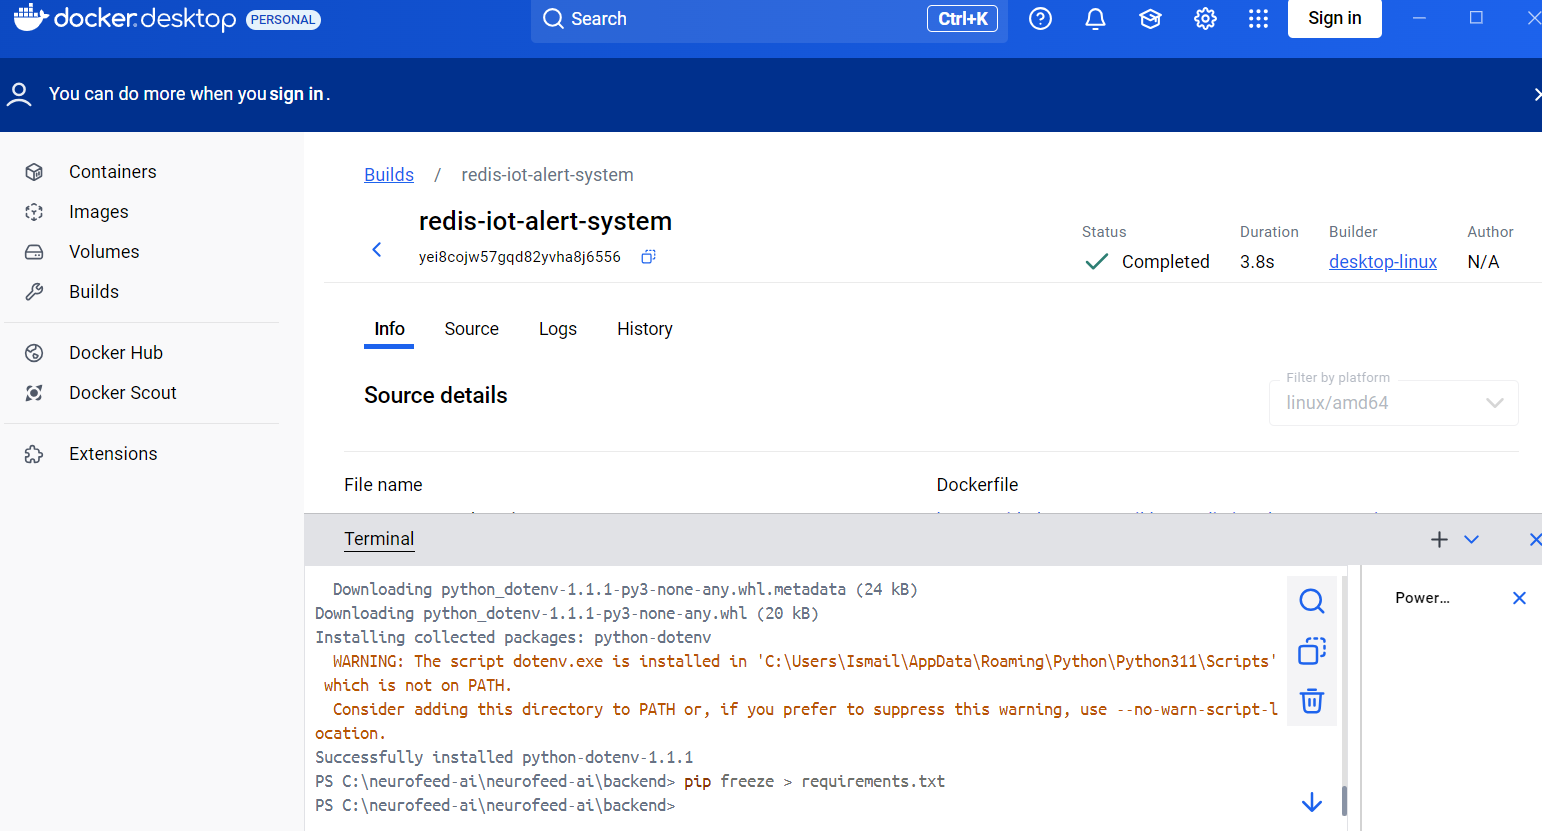 docker.desktop PERSONAL
Search
Ctrl+K
Sign in
You can do more when you sign in.
Containers
Images
Volumes
Builds
Docker Hub
Docker Scout
Extensions
Builds / redis-iot-alert-system
redis-iot-alert-system
yei8cojw57gqd82yvha8j6556
Status
Completed
Duration
3.8s
Builder
desktop-linux
Author
N/A
Info
Source
Logs
History
Source details
Filter by platform
linux/amd64
File name
Dockerfile
Terminal
Downloading python_dotenv-1.1.1-py3-none-any.whl.metadata (24 kB)
Downloading python_dotenv-1.1.1-py3-none-any.whl (20 kB)
Installing collected packages: python-dotenv
WARNING: The script dotenv.exe is installed in 'C:\Users\Ismail\AppData\Roaming\Python\Python311\Scripts'
which is not on PATH.
Consider adding this directory to PATH or, if you prefer to suppress this warning, use --no-warn-script-l
ocation.
Successfully installed python-dotenv-1.1.1
PS C:\neurofeed-ai\neurofeed-ai\backend> pip freeze > requirements.txt
PS C:\neurofeed-ai\neurofeed-ai\backend>
Power...